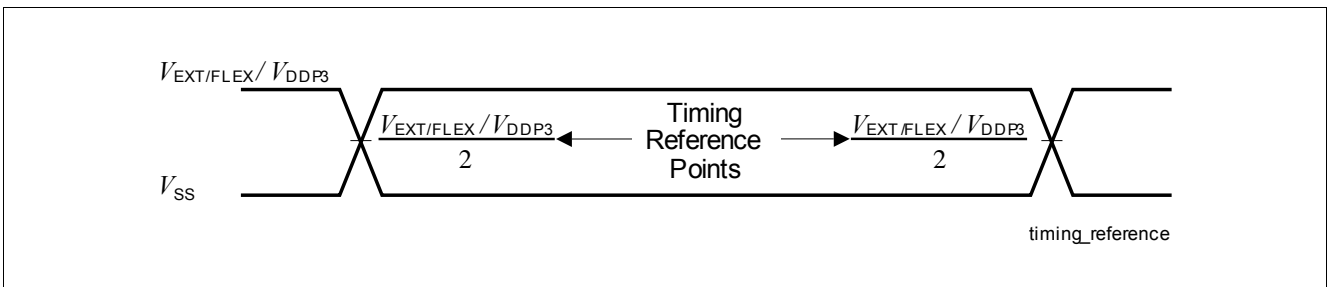 VEXT/FLEX / VDDP3
VEXT/FLEX / VDDP3
2
Timing
Reference
Points
VEXT/FLEX / VDDP3
2
VSS
timing_reference